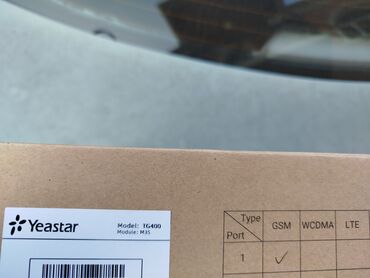 Yeastar
Model: TG400
Module: M35
Type
Port
GSM
WCDMA
LTE
1
✓